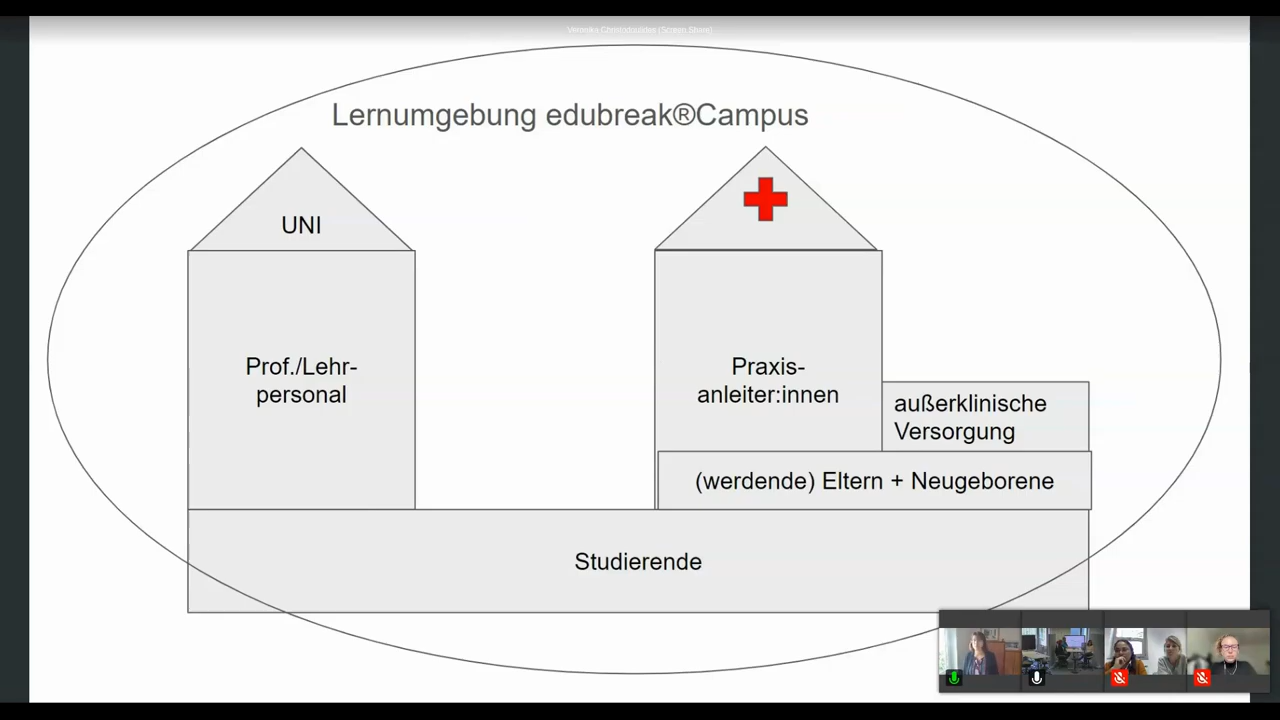 Lernumgebung edubreak®Campus
UNI
Prof./Lehr-
personal
Praxis-
anleiter:innen
außerklinische
Versorgung
(werdende) Eltern + Neugeborene
Studierende